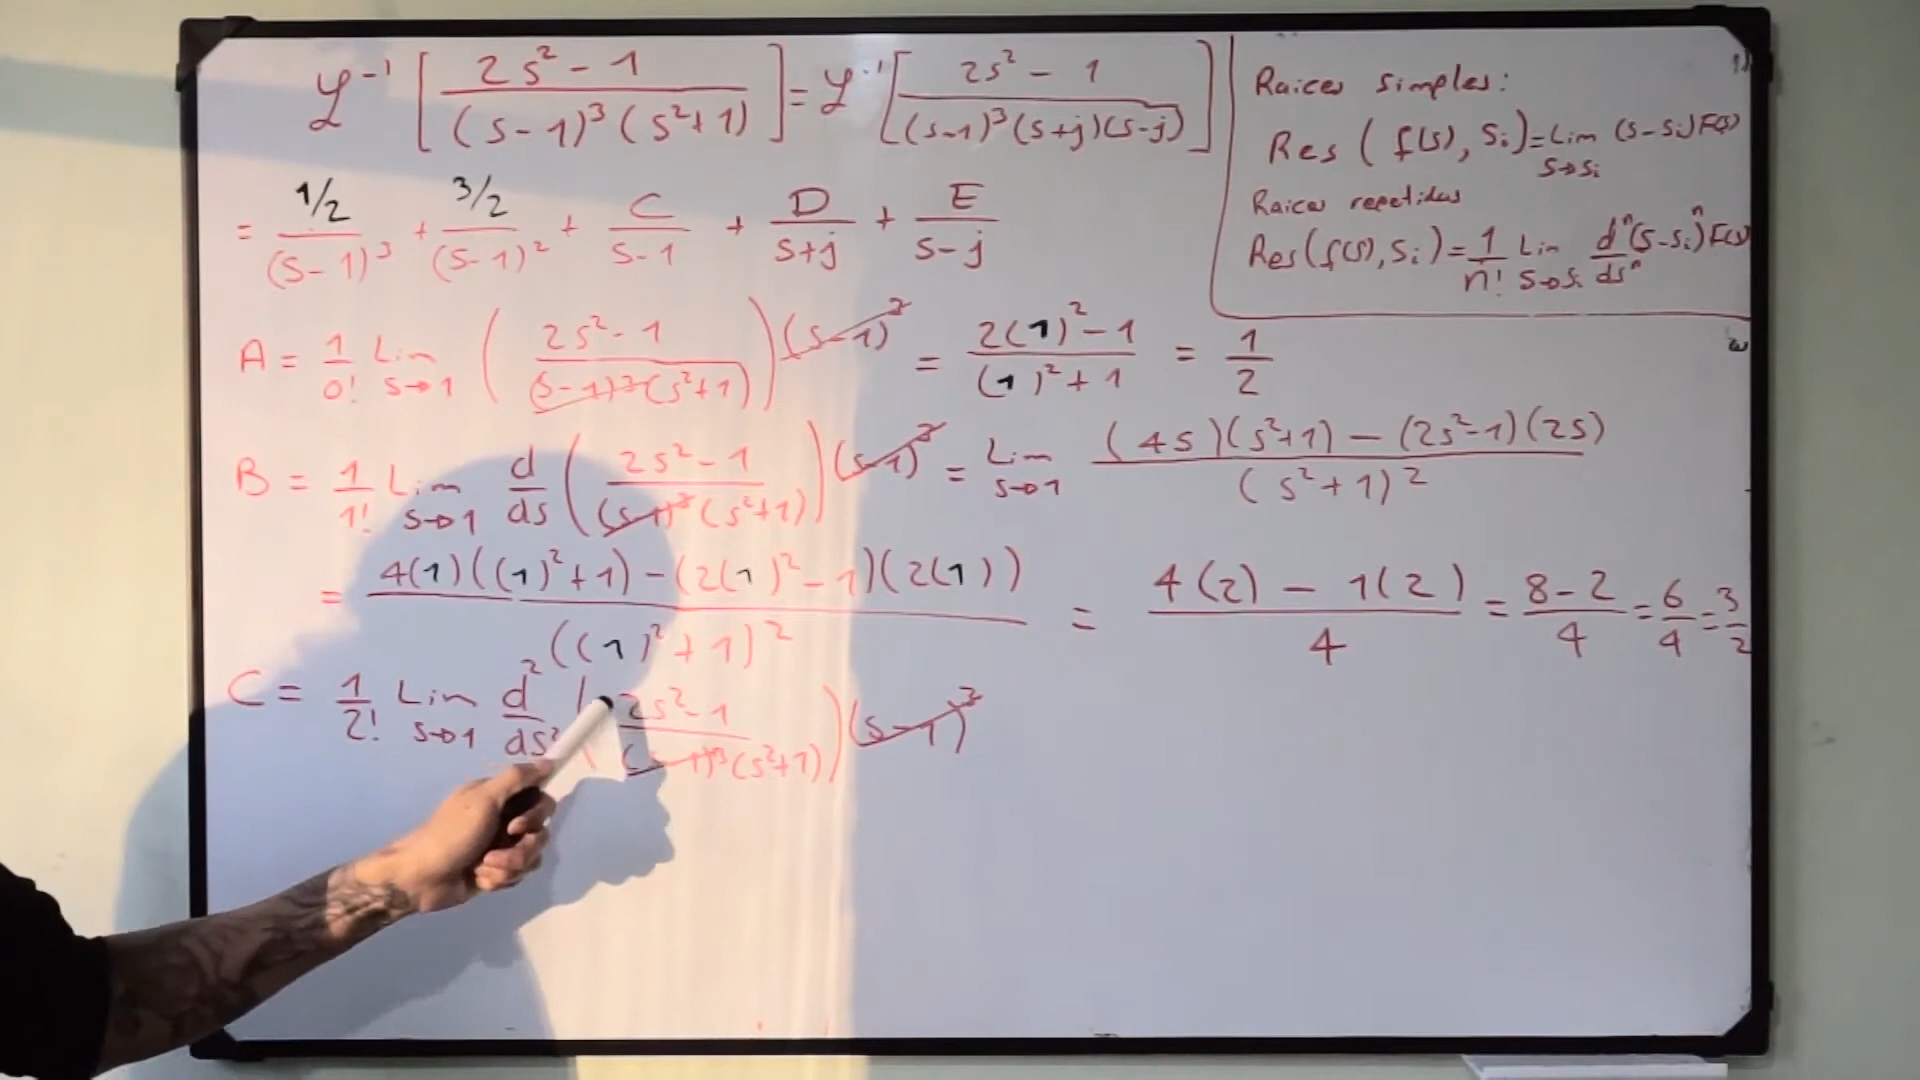 ℒ⁻¹ [ (2s² - 1) / ((s-1)³(s²+1)) ] = ℒ⁻¹ [ (2s² - 1) / ((s-1)³(s+j)(s-j)) ]
= (1/2)/(s-1)³ + (3/2)/(s-1)² + C/(s-1) + D/(s+j) + E/(s-j)
Raices simples:
Res ( f(s), Si ) = Lim S→Si (s-si)F(s)
Raices repetidas
Res(f(s), Si) = 1/n! Lim S→Si dⁿ/dsⁿ (s-si)ⁿ F(s)
A = 1/0! Lim S→1 ( (2s² - 1) / ((s-1)³(s²+1)) ) (s-1)³ = (2(1)² - 1) / ((1)² + 1) = 1/2
B = 1/1! Lim S→1 d/ds ( (2s² - 1) / ((s-1)³(s²+1)) ) (s-1)³ = Lim S→1 ((4s)(s²+1) - (2s²-1)(2s)) / (s²+1)²
= (4(1)((1)²+1) - (2(1)²-1)(2(1))) / ((1)²+1)² = (4(2) - 1(2)) / 4 = (8-2)/4 = 6/4 = 3/2
C = 1/2! Lim S→1 d²/ds² ( (2s²-1) / ((s-1)³(s²+1)) ) (s-1)³